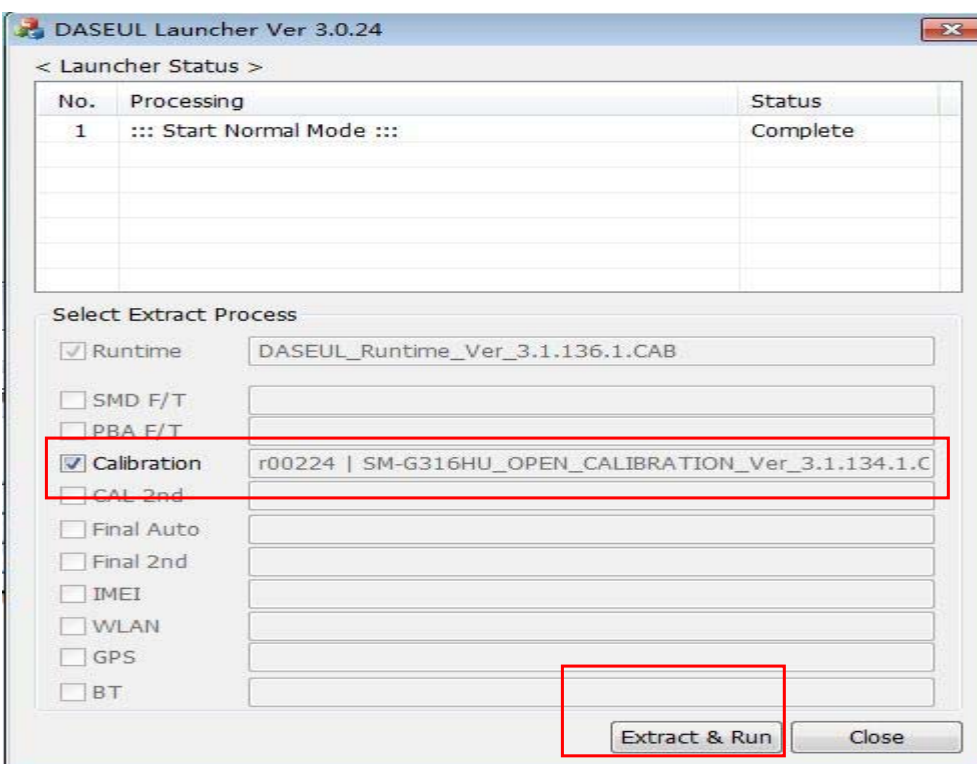 DASEUL Launcher Ver 3.0.24
< Launcher Status >
No. Processing Status
1 ::: Start Normal Mode ::: Complete
Select Extract Process
Runtime DASEUL_Runtime_Ver_3.1.136.1.CAB
SMD F/T
PBA F/T
Calibration r00224 | SM-G316HU_OPEN_CALIBRATION_Ver_3.1.134.1.C
CAL 2nd
Final Auto
Final 2nd
IMEI
WLAN
GPS
BT
Extract & Run Close